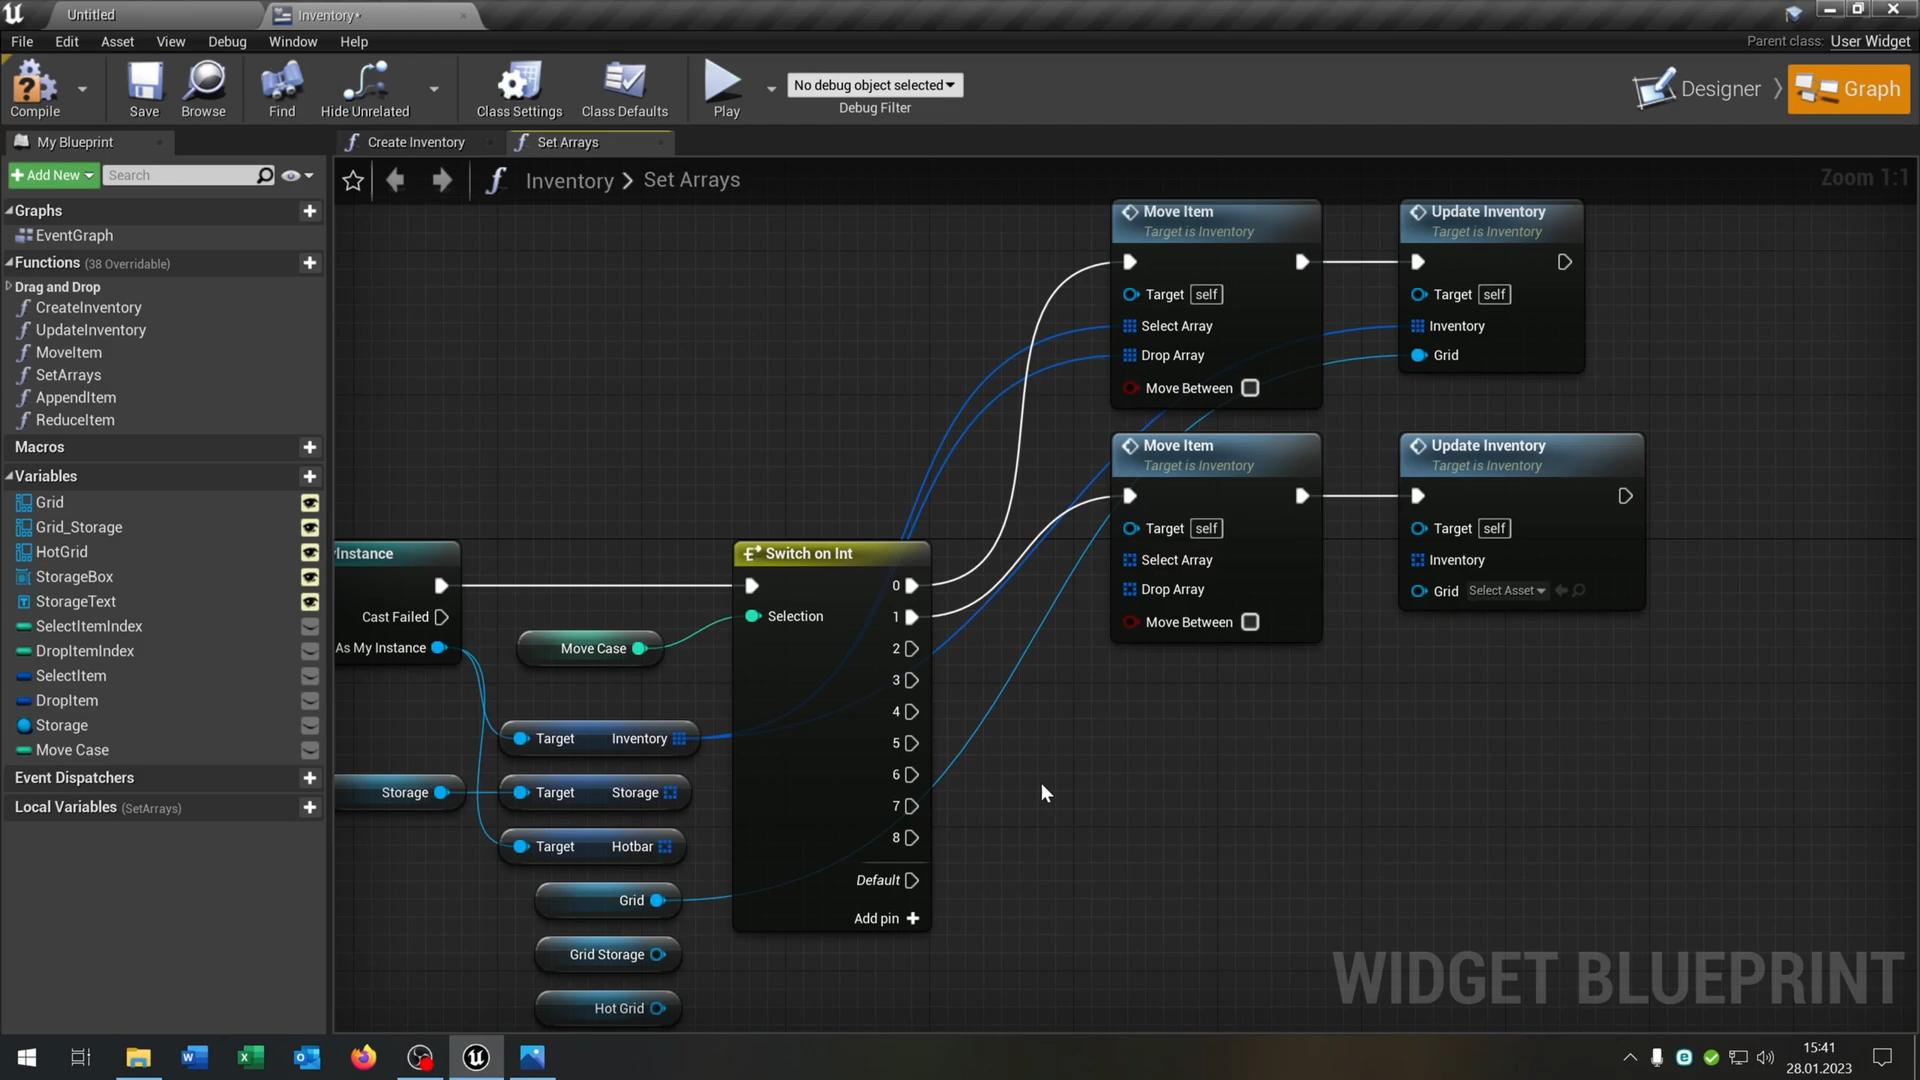 Untitled
Inventory*
File
Edit
Asset
View
Debug
Window
Help
Parent class: User Widget
Compile
Save
Browse
Find
Hide Unrelated
Class Settings
Class Defaults
Play
No debug object selected
Debug Filter
Designer
Graph
My Blueprint
Create Inventory
Set Arrays
Add New
Search
Inventory > Set Arrays
Zoom 1:1
Graphs
EventGraph
Functions (38 Overridable)
Drag and Drop
CreateInventory
UpdateInventory
MoveItem
SetArrays
AppendItem
ReduceItem
Macros
Variables
Grid
Grid_Storage
HotGrid
StorageBox
StorageText
SelectItemIndex
DropItemIndex
SelectItem
DropItem
Storage
Move Case
Event Dispatchers
Local Variables (SetArrays)
Move Item
Target is Inventory
Target self
Select Array
Drop Array
Move Between
Update Inventory
Target is Inventory
Target self
Inventory
Grid
Move Item
Target is Inventory
Target self
Select Array
Drop Array
Move Between
Update Inventory
Target is Inventory
Target self
Inventory
Grid Select Asset
Instance
Cast Failed
As My Instance
Switch on Int
Selection
0
1
2
3
4
5
6
7
8
Default
Add pin
Move Case
Target Inventory
Storage
Target Storage
Target Hotbar
Grid
Grid Storage
Hot Grid
WIDGET BLUEPRINT
15:41
28.01.2023